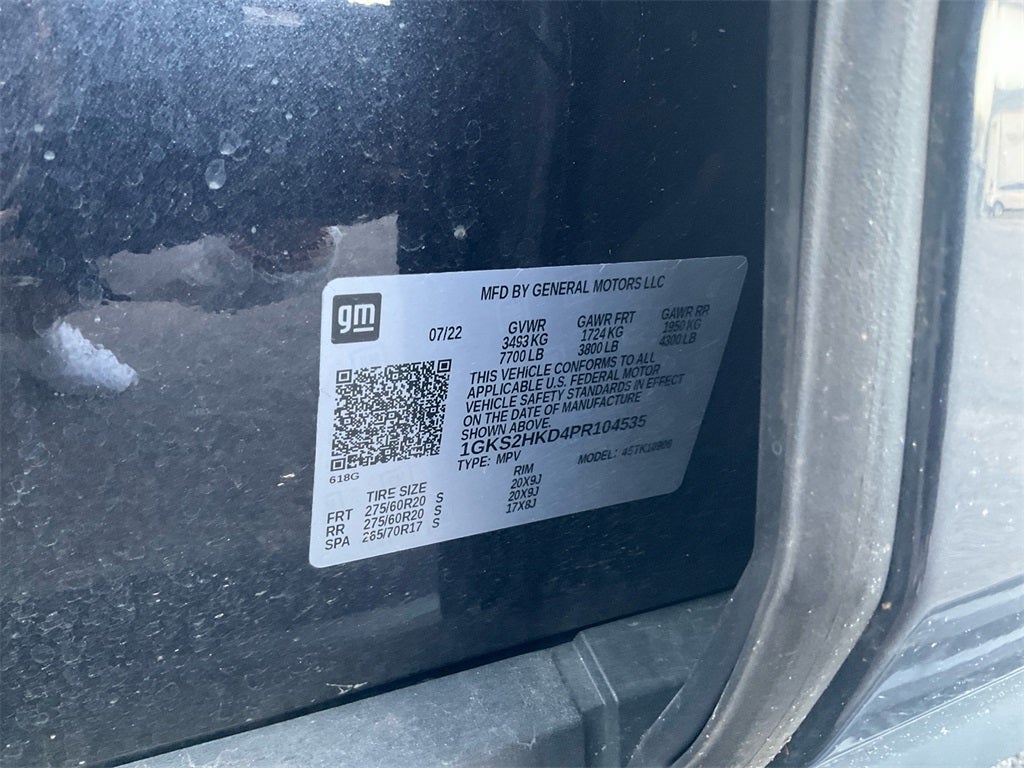 gm
MFD BY GENERAL MOTORS LLC
07/22
GVWR
3493 KG
7700 LB
GAWR FRT
1724 KG
3800 LB
GAWR RR
1950 KG
4300 LB
THIS VEHICLE CONFORMS TO ALL
APPLICABLE U.S. FEDERAL MOTOR
VEHICLE SAFETY STANDARDS IN EFFECT
ON THE DATE OF MANUFACTURE
SHOWN ABOVE.
1GKS2HKD4PR104535
TYPE: MPV MODEL:
618G
TIRE SIZE RIM
FRT 275/60R20 S 20X9J
RR 275/60R20 S 20X9J
SPA 265/70R17 S 17X8J